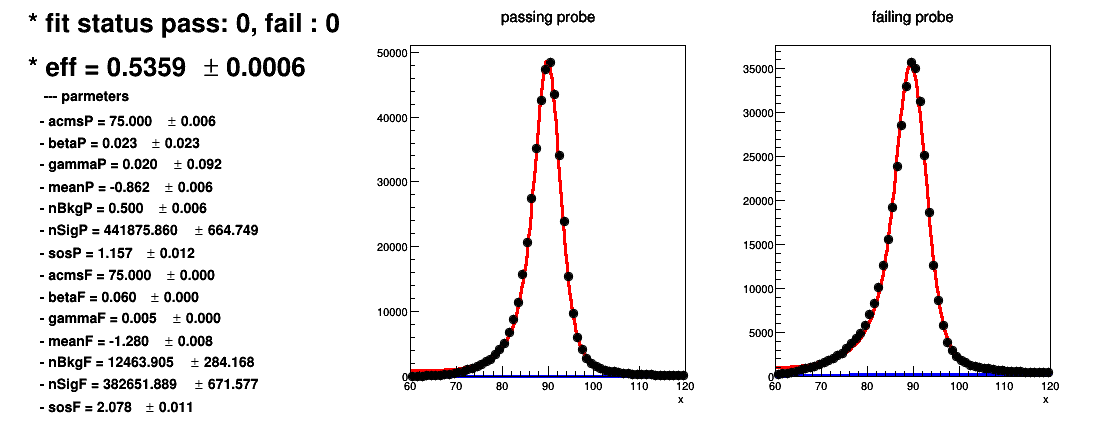 * fit status pass: 0, fail : 0
* eff = 0.5359 ± 0.0006
--- parmeters
- acmsP = 75.000 ± 0.006
- betaP = 0.023 ± 0.023
- gammaP = 0.020 ± 0.092
- meanP = -0.862 ± 0.006
- nBkgP = 0.500 ± 0.006
- nSigP = 441875.860 ± 664.749
- sosP = 1.157 ± 0.012
- acmsF = 75.000 ± 0.000
- betaF = 0.060 ± 0.000
- gammaF = 0.005 ± 0.000
- meanF = -1.280 ± 0.008
- nBkgF = 12463.905 ± 284.168
- nSigF = 382651.889 ± 671.577
- sosF = 2.078 ± 0.011
passing probe
50000
40000
30000
20000
10000
0
60 70 80 90 100 110 120
x
failing probe
35000
30000
25000
20000
15000
10000
5000
0
60 70 80 90 100 110 120
x